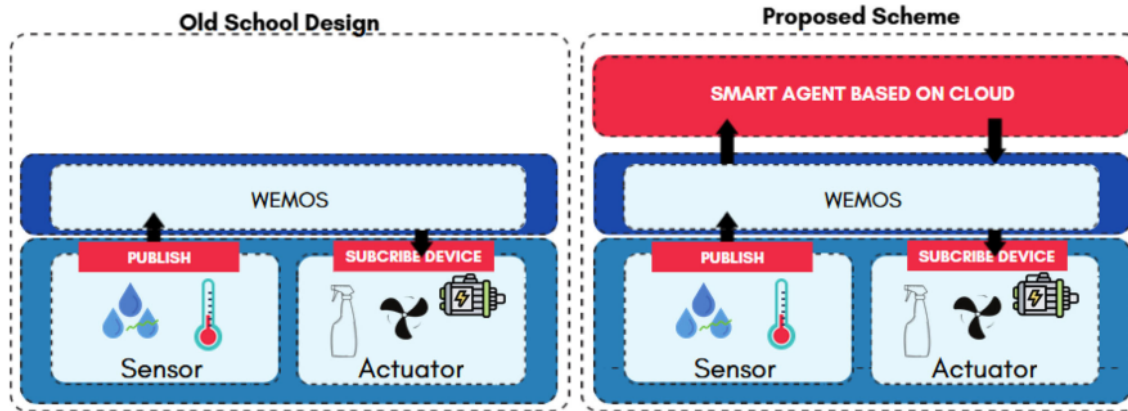 Old School Design
WEMOS
PUBLISH
SUBCRIBE DEVICE
Sensor
Actuator
Proposed Scheme
SMART AGENT BASED ON CLOUD
WEMOS
PUBLISH
SUBCRIBE DEVICE
Sensor
Actuator